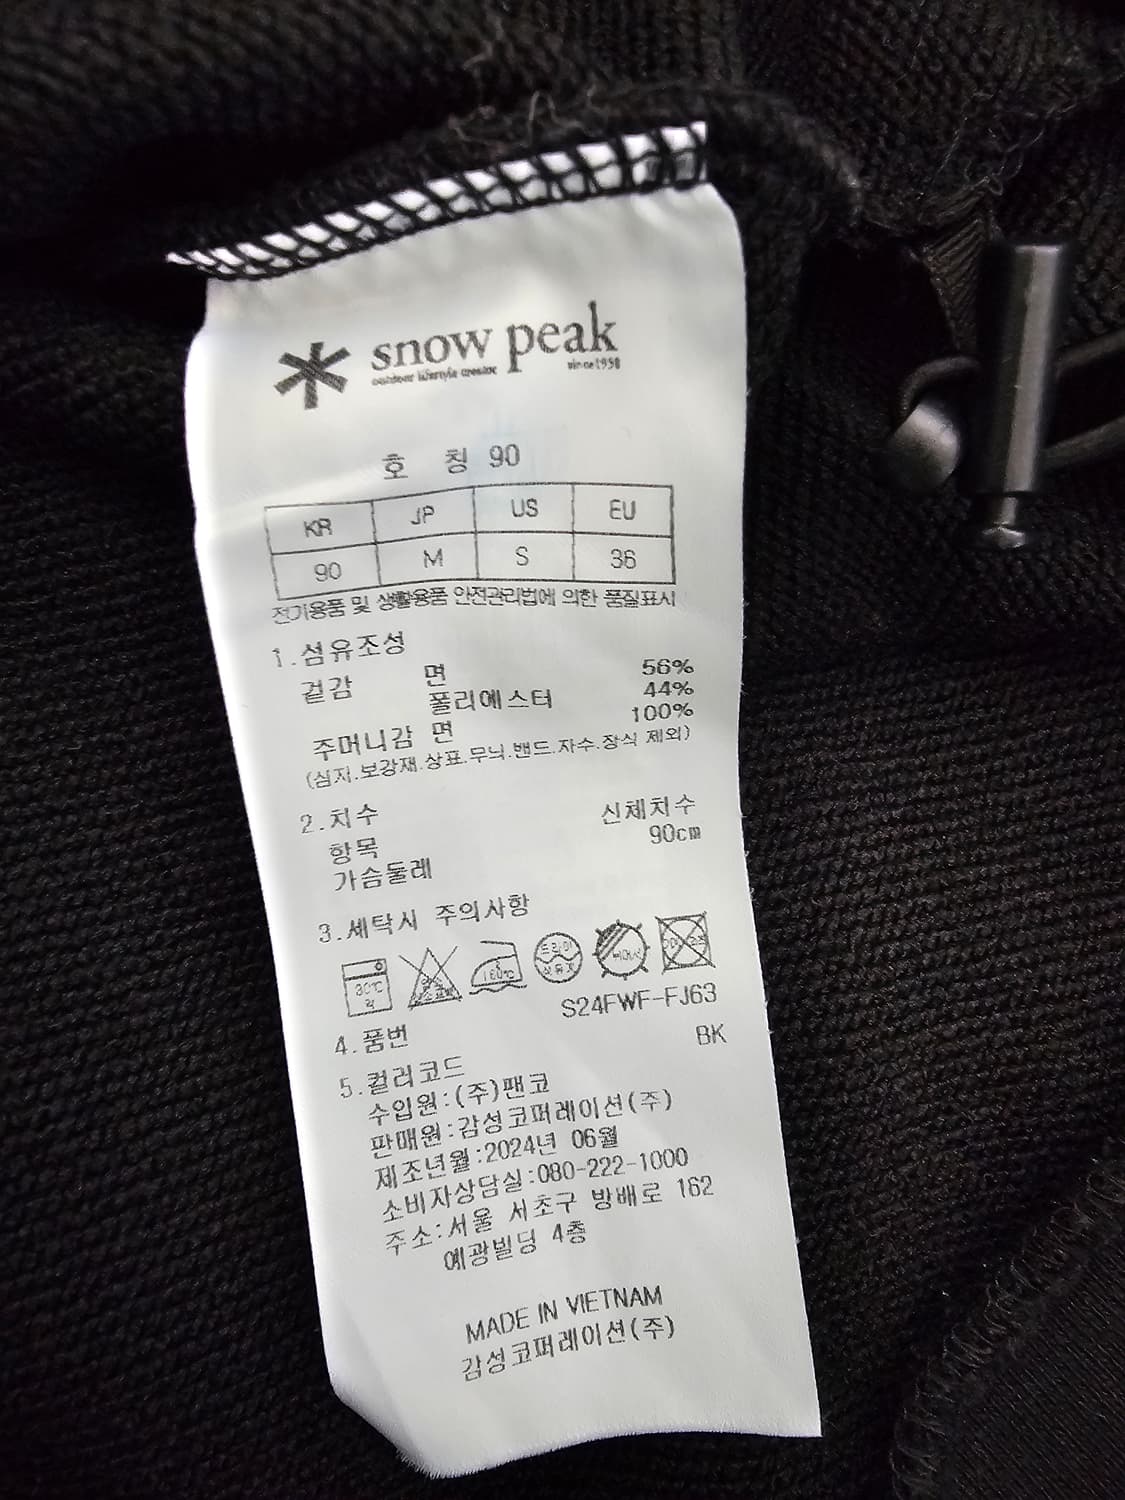 snow peak
outdoor lifestyle creator since1958
호 칭 90
KR JP US EU
90 M S 36
전기용품 및 생활용품 안전관리법에 의한 품질표시
1.섬유조성
겉감 면 56%
폴리에스터 44%
주머니감 면 100%
(심지.보강재.상표.무늬.밴드.자수.장식 제외)
2.치수
항목 신체치수
가슴둘레 90cm
3.세탁시 주의사항
30℃ 160℃ 드라이
4.품번 S24FWF-FJ63
5.컬러코드 BK
수입원:(주)팬코
판매원:감성코퍼레이션(주)
제조년월:2024년 06월
소비자상담실:080-222-1000
주소:서울 서초구 방배로 162
예광빌딩 4층
MADE IN VIETNAM
감성코퍼레이션(주)